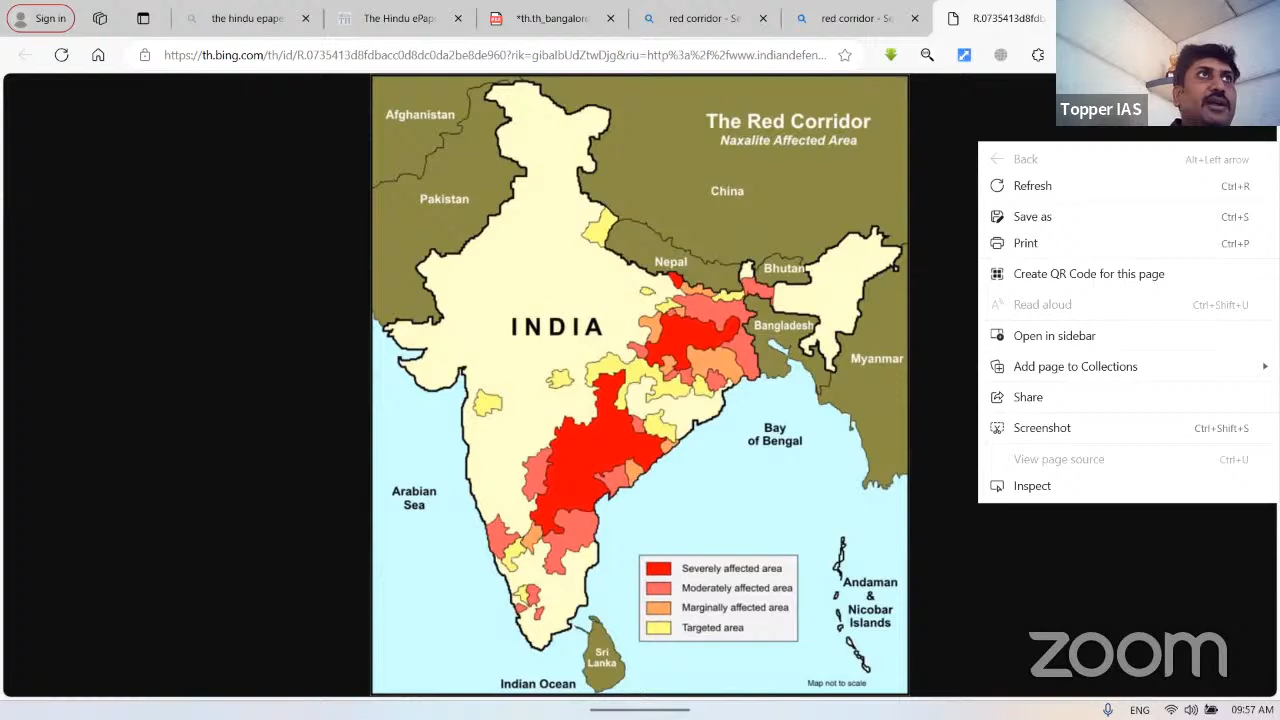 Sign in
the hindu epape
The Hindu ePap
*th.th_bangalore
red corridor - Se
red corridor - Se
R.0735413d8fdb
https://th.bing.com/th/id/R.0735413d8fdbacc0d8dc0da2be8de960?rik=gibalbUdZtwDjg&riu=http%3a%2f%2fwww.indiandefen...
Topper IAS
Afghanistan
The Red Corridor
Naxalite Affected Area
Pakistan
China
Nepal
Bhutan
INDIA
Bangladesh
Myanmar
Bay
of Bengal
Arabian
Sea
Severely affected area
Moderately affected area
Marginally affected area
Targeted area
Andaman
&
Nicobar
Islands
Sri
Lanka
Indian Ocean
Map not to scale
Back Alt+Left arrow
Refresh Ctrl+R
Save as Ctrl+S
Print Ctrl+P
Create QR Code for this page
Read aloud Ctrl+Shift+U
Open in sidebar
Add page to Collections
Share
Screenshot Ctrl+Shift+S
View page source Ctrl+U
Inspect
zoom
ENG
09:57 AM